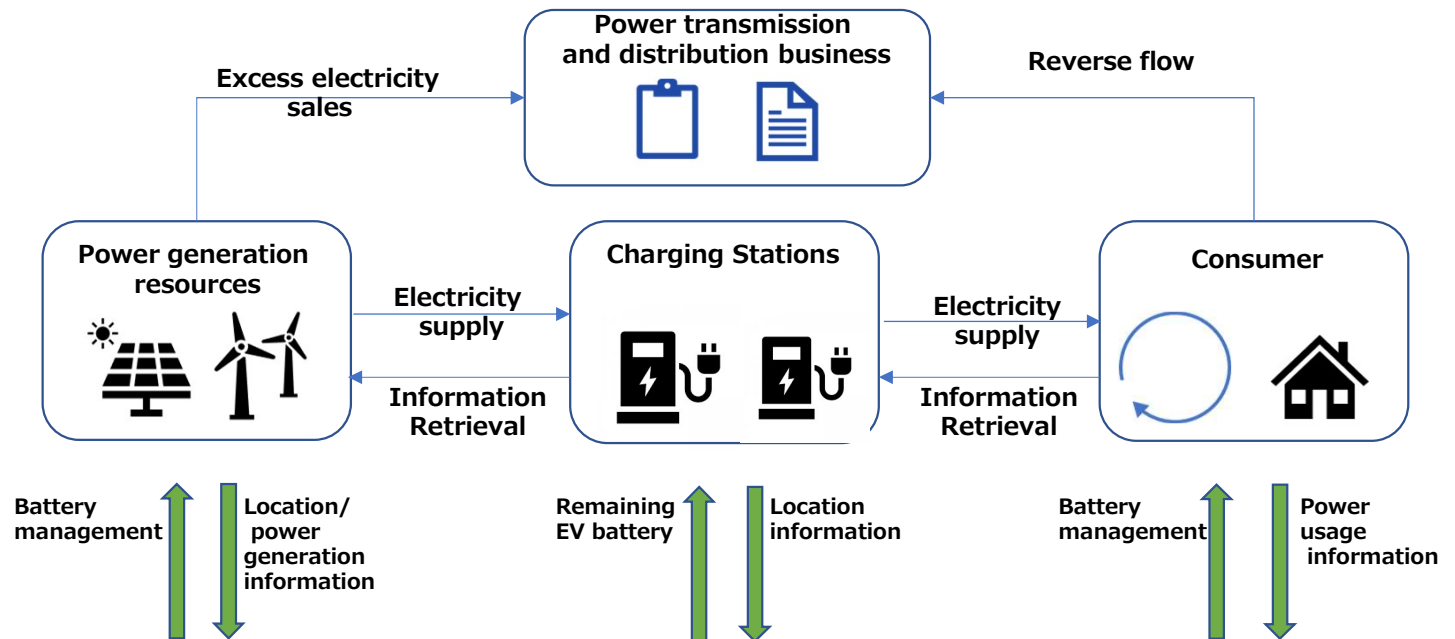 Power transmission
and distribution business
Excess electricity
sales
Reverse flow
Power generation
resources
Charging Stations
Consumer
Electricity
supply
Electricity
supply
Information
Retrieval
Information
Retrieval
Battery
management
Location/
power
generation
information
Remaining
EV battery
Location
information
Battery
management
Power
usage
information